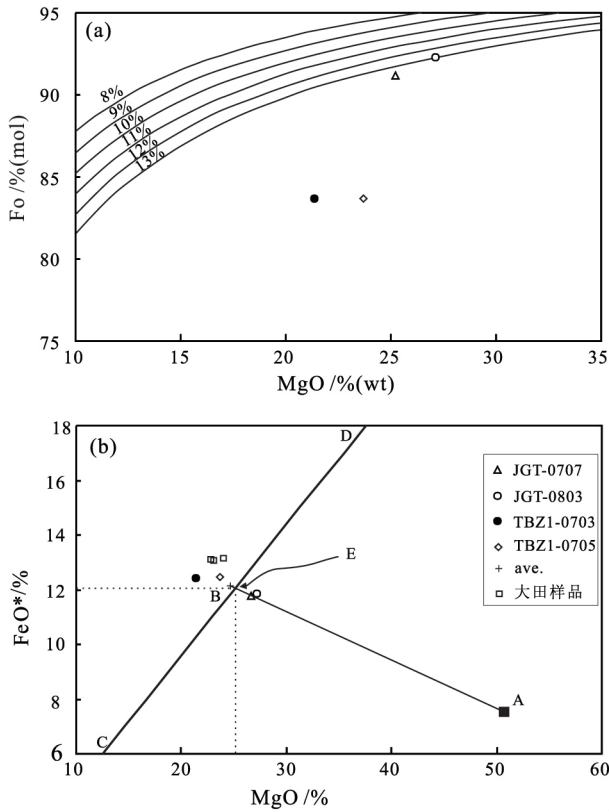 95
(a)
90
85
80
75
8%
9%
10%
11%
12%
13%
Fo /%(mol)
10 15 20 25 30 35
MgO /%(wt)
18
(b)
D
16
14
12
10
8
6
E
B
A
C
FeO*/%
JGT-0707
JGT-0803
TBZ1-0703
TBZ1-0705
ave.
大田样品
10 20 30 40 50 60
MgO /%